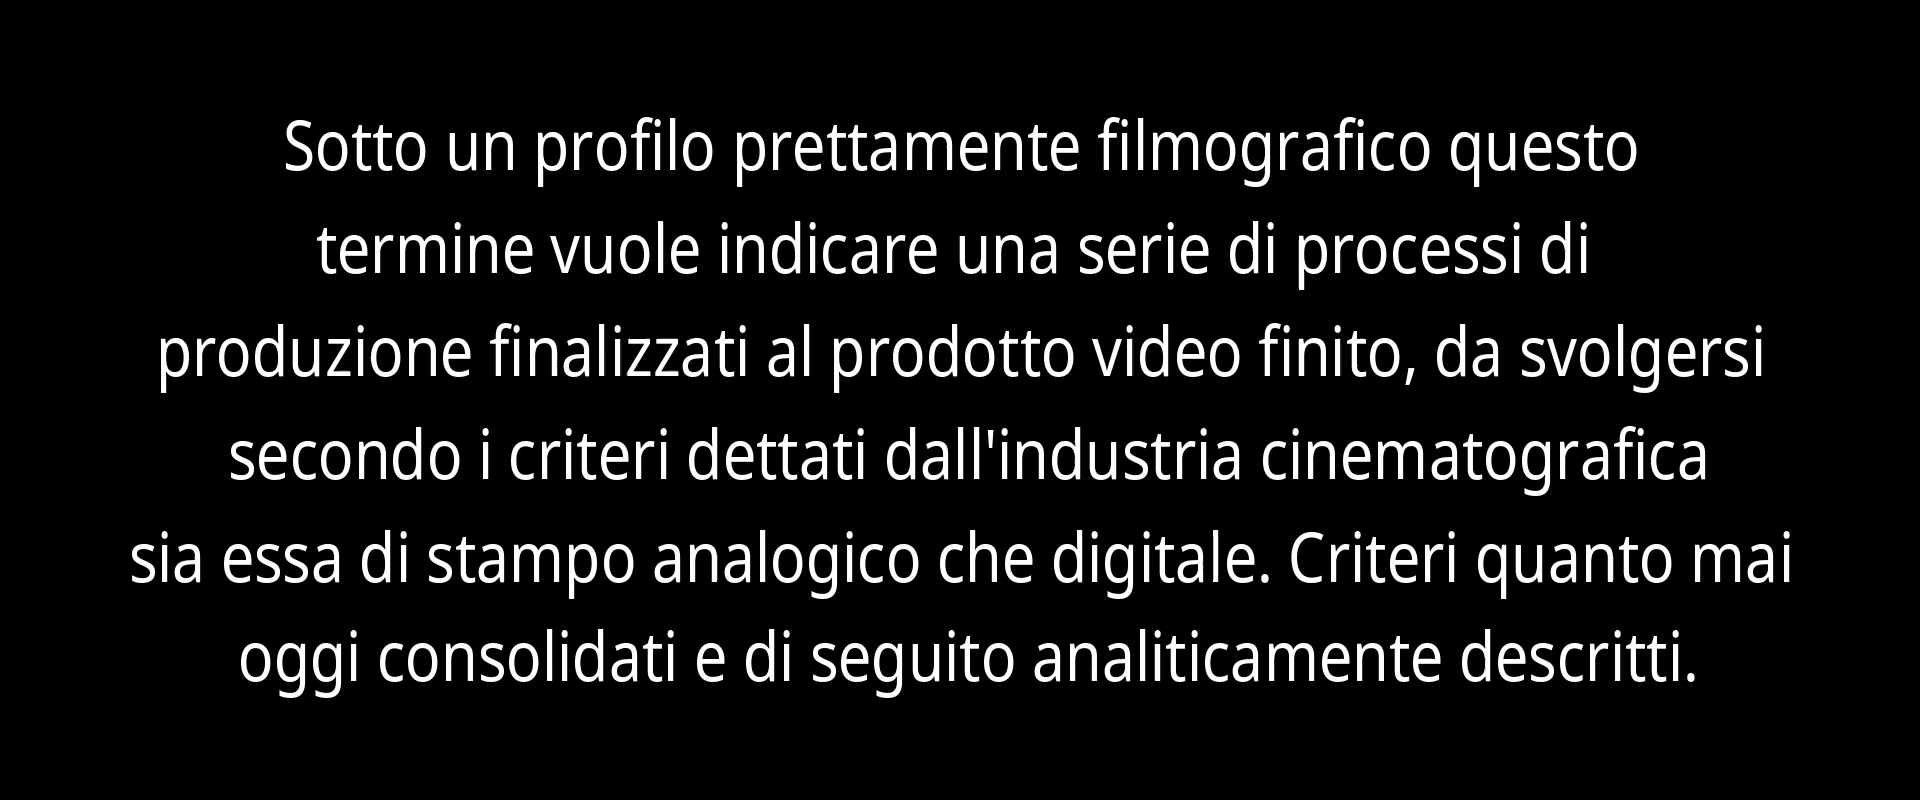 Sotto un profilo prettamente filmografico questo
termine vuole indicare una serie di processi di
produzione finalizzati al prodotto video finito, da svolgersi
secondo i criteri dettati dall'industria cinematografica
sia essa di stampo analogico che digitale. Criteri quanto mai
oggi consolidati e di seguito analiticamente descritti.